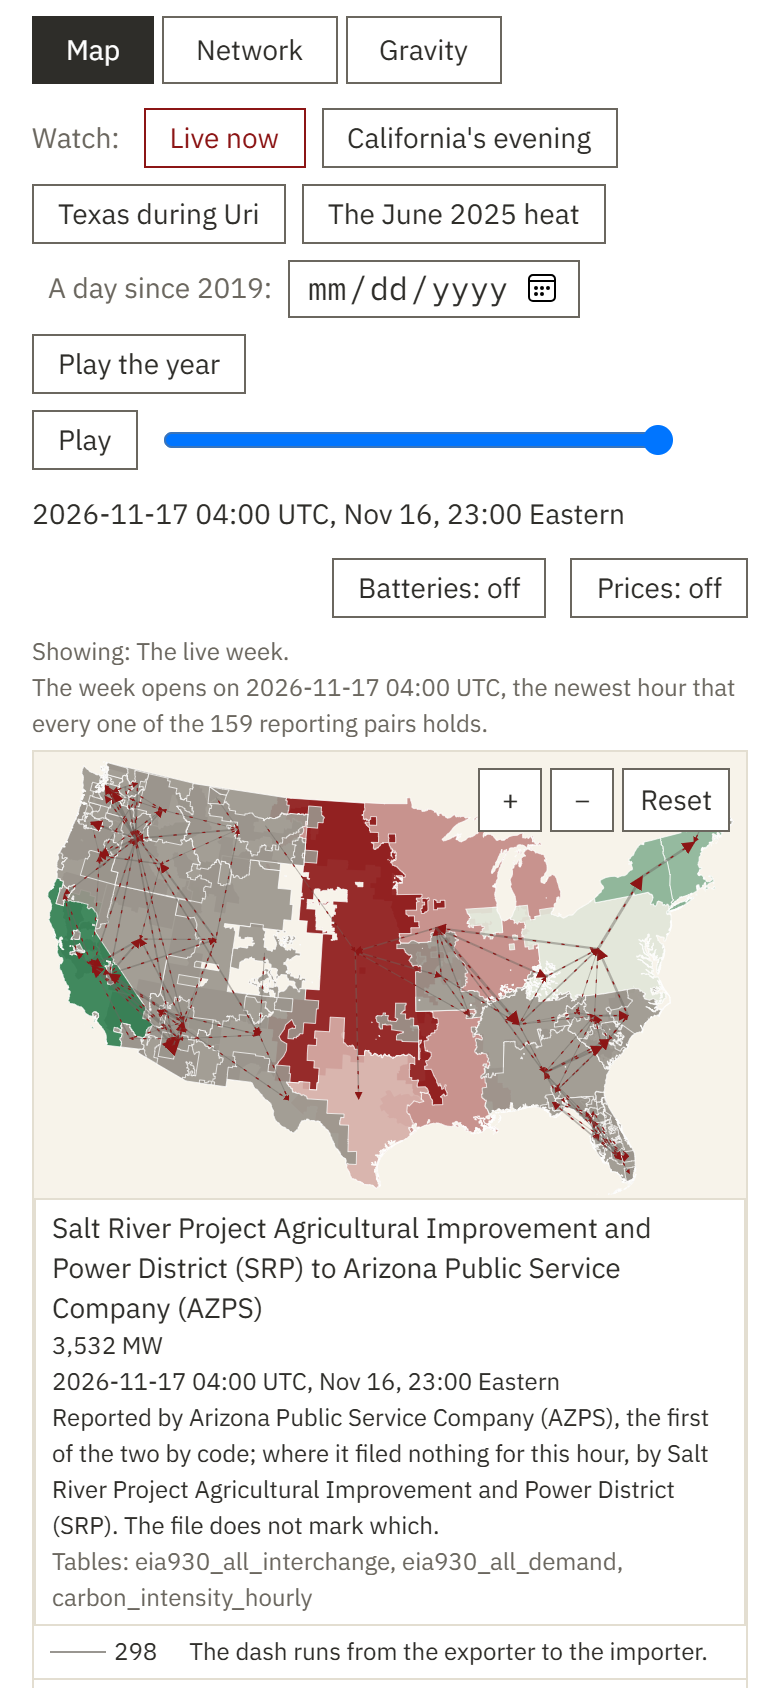 Map Network Gravity
Watch: Live now California's evening
Texas during Uri The June 2025 heat
A day since 2019: mm/dd/yyyy
Play the year
Play
2026-11-17 04:00 UTC, Nov 16, 23:00 Eastern
Batteries: off Prices: off
Showing: The live week.
The week opens on 2026-11-17 04:00 UTC, the newest hour that
every one of the 159 reporting pairs holds.
+ − Reset
Salt River Project Agricultural Improvement and
Power District (SRP) to Arizona Public Service
Company (AZPS)
3,532 MW
2026-11-17 04:00 UTC, Nov 16, 23:00 Eastern
Reported by Arizona Public Service Company (AZPS), the first
of the two by code; where it filed nothing for this hour, by Salt
River Project Agricultural Improvement and Power District
(SRP). The file does not mark which.
Tables: eia930_all_interchange, eia930_all_demand,
carbon_intensity_hourly
298 The dash runs from the exporter to the importer.